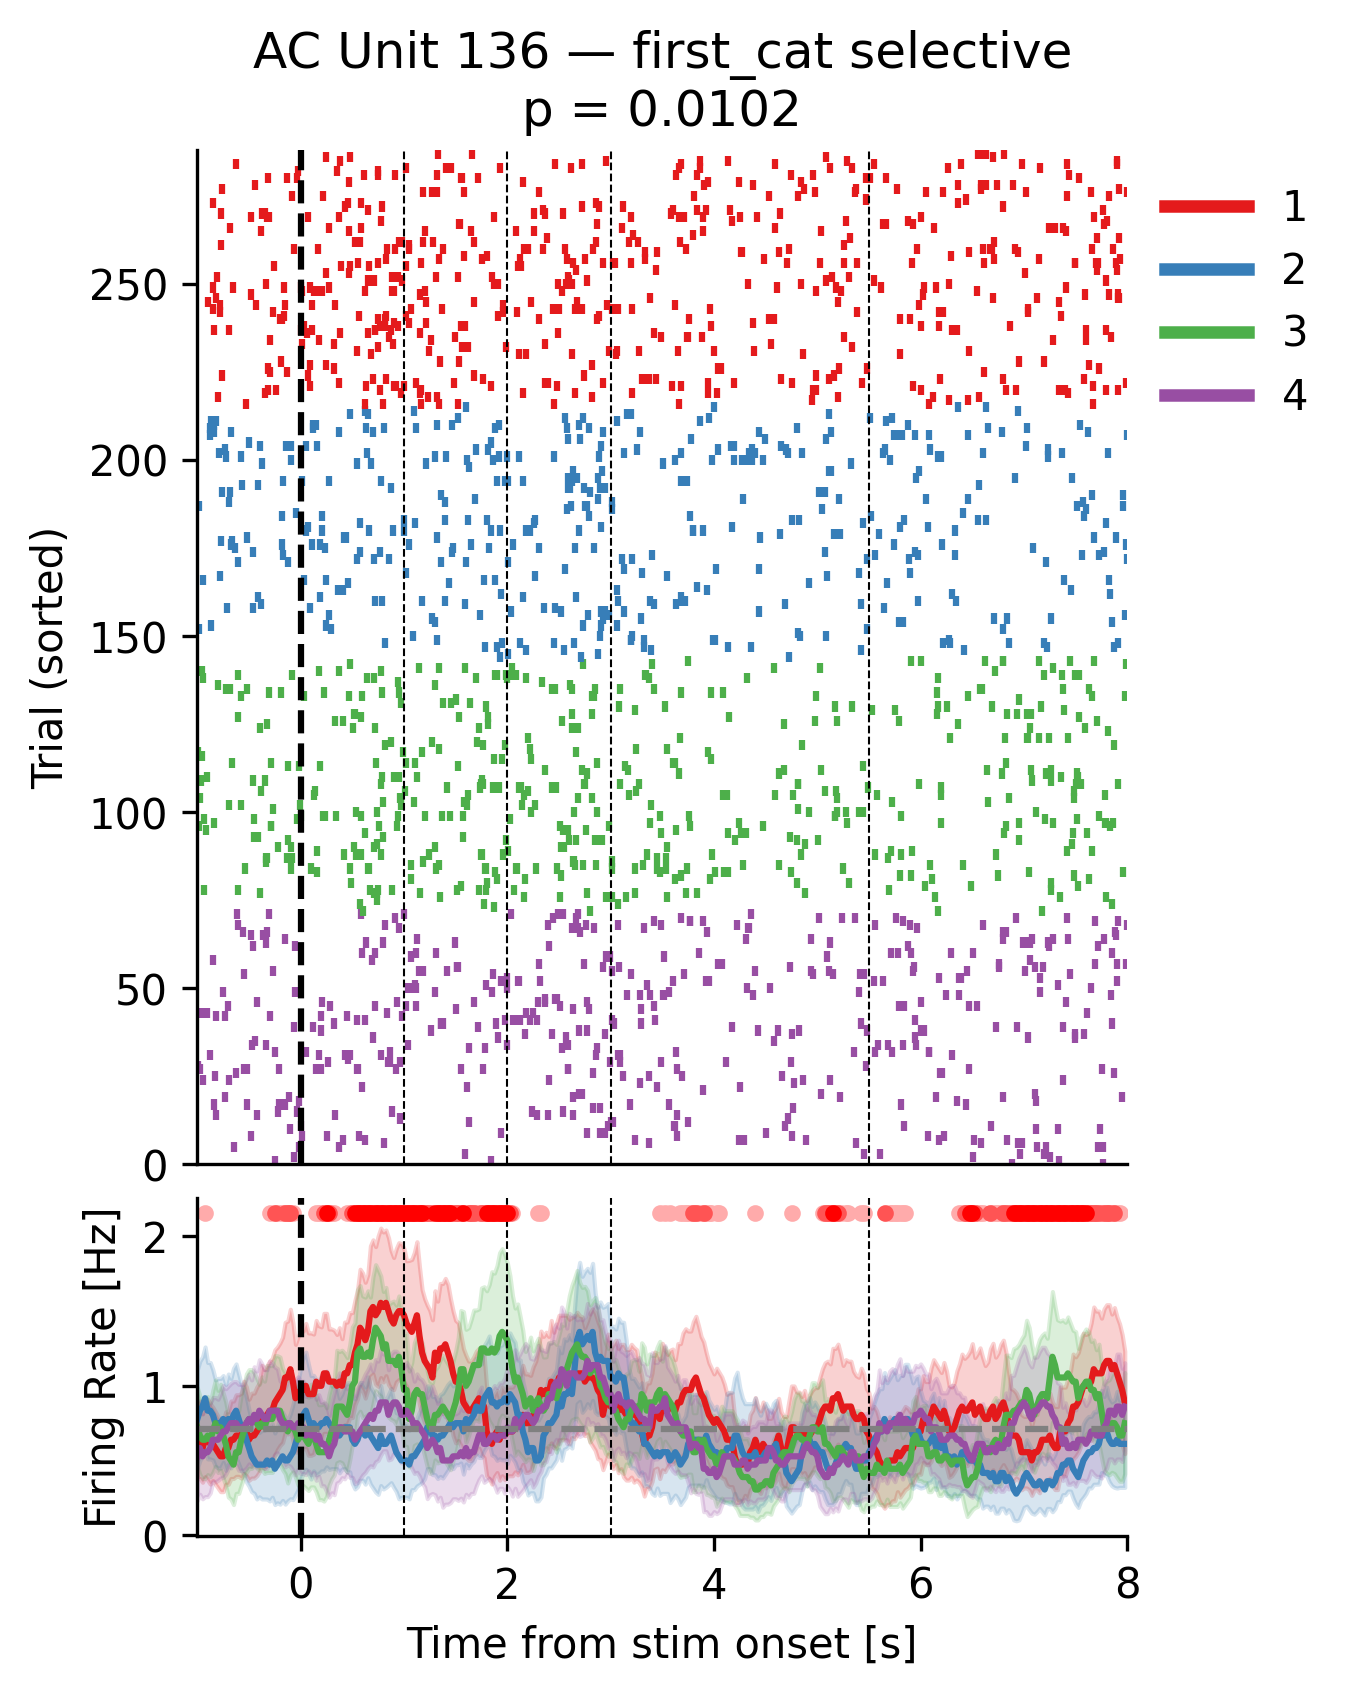 AC Unit 136 — first_cat selective
p = 0.0102
1
2
3
4
250
200
150
100
50
0
Trial (sorted)
2
1
0
Firing Rate [Hz]
0 2 4 6 8
Time from stim onset [s]